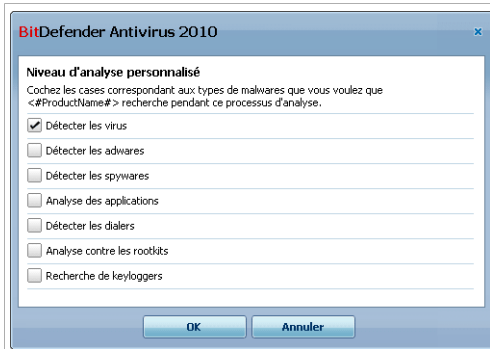 BitDefender Antivirus 2010
Niveau d'analyse personnalisé
Cochez les cases correspondant aux types de malwares que vous voulez que
<#ProductName#> recherche pendant ce processus d'analyse.
Détecter les virus
Détecter les adwares
Détecter les spywares
Analyse des applications
Détecter les dialers
Analyse contre les rootkits
Recherche de keyloggers
OK Annuler